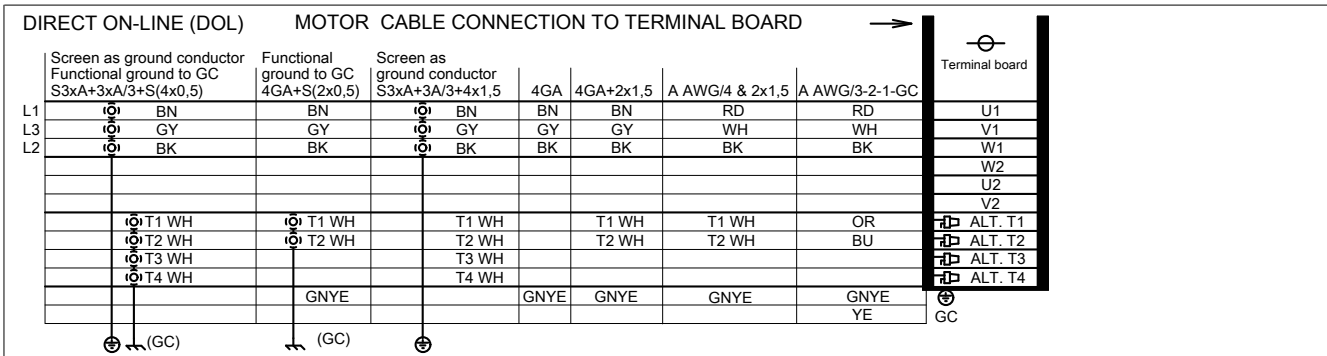 DIRECT ON-LINE (DOL) MOTOR CABLE CONNECTION TO TERMINAL BOARD
Screen as ground conductor Functional Screen as
Functional ground to GC ground to GC ground conductor Terminal board
S3xA+3xA/3+S(4x0,5) 4GA+S(2x0,5) S3xA+3A/3+4x1,5 4GA 4GA+2x1,5 A AWG/4 & 2x1,5 A AWG/3-2-1-GC
L1 BN BN BN BN BN RD RD U1
L3 GY GY GY GY GY WH WH V1
L2 BK BK BK BK BK BK BK W1
W2
U2
V2
T1 WH T1 WH T1 WH T1 WH T1 WH OR ALT. T1
T2 WH T2 WH T2 WH T2 WH T2 WH BU ALT. T2
T3 WH T3 WH ALT. T3
T4 WH T4 WH ALT. T4
GNYE GNYE GNYE GNYE GNYE
YE GC
(GC) (GC)